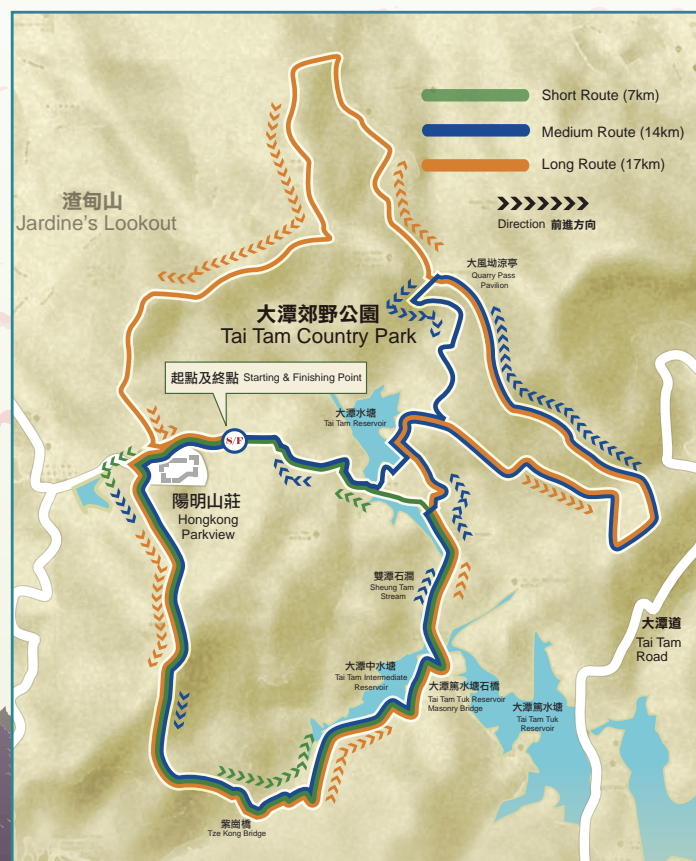 Short Route (7km)
Medium Route (14km)
Long Route (17km)
Direction 前進方向
渣甸山
Jardine's Lookout
大風坳涼亭
Quarry Pass
Pavilion
大潭郊野公園
Tai Tam Country Park
起點及終點 Starting & Finishing Point
大潭水塘
Tai Tam Reservoir
S/F
陽明山莊
Hongkong
Parkview
雙潭石澗
Sheung Tam
Stream
大潭道
Tai Tam
Road
大潭中水塘
Tai Tam Intermediate
Reservoir
大潭篤水塘石橋
Tai Tam Tuk Reservoir
Masonry Bridge
大潭篤水塘
Tai Tam Tuk
Reservoir
紫崗橋
Tze Kong Bridge